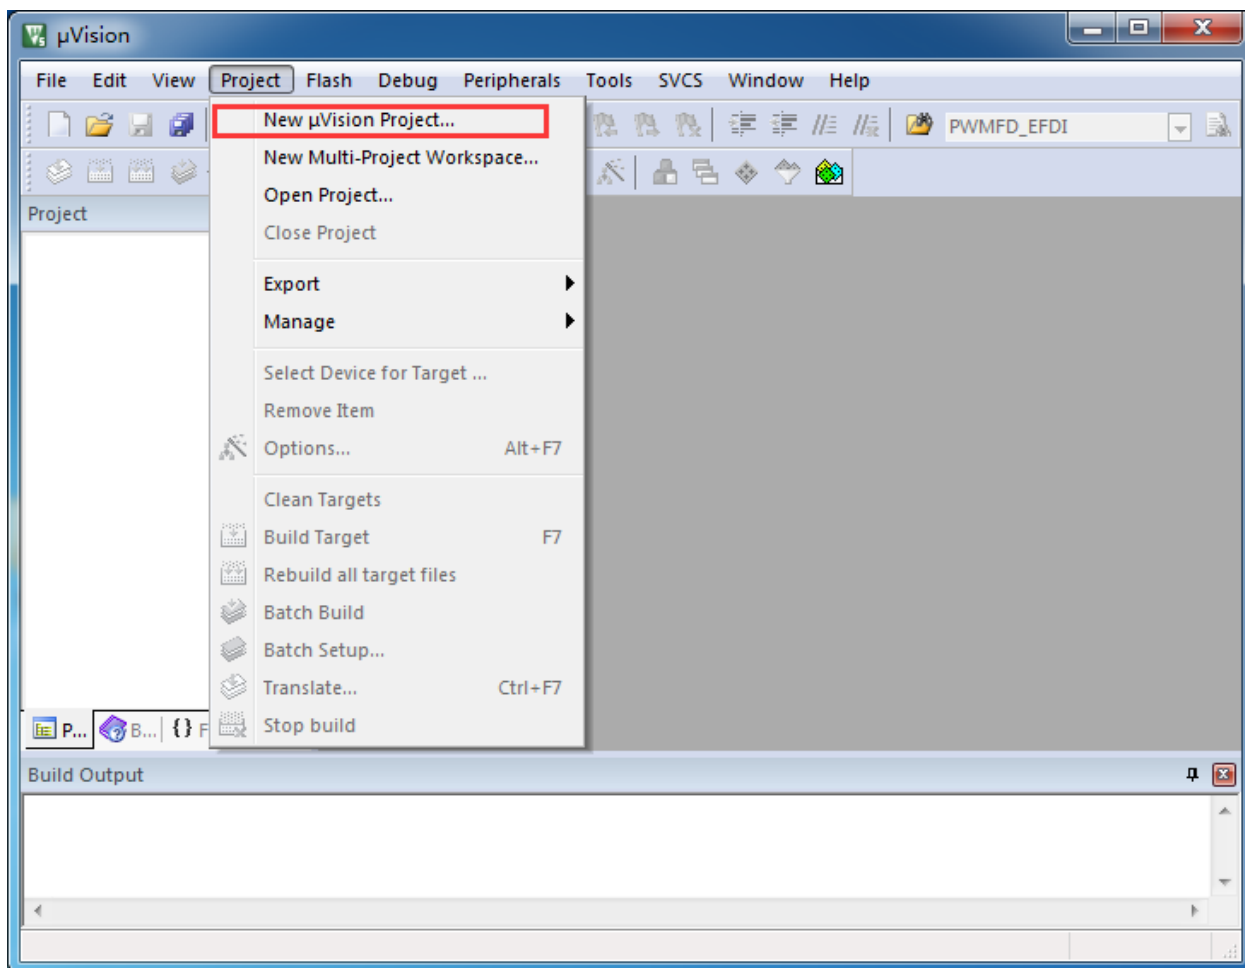 µVision
File Edit View Project Flash Debug Peripherals Tools SVCS Window Help
New µVision Project...
PWMFD_EFDI
New Multi-Project Workspace...
Open Project...
Project
Close Project
Export
Manage
Select Device for Target ...
Remove Item
Options... Alt+F7
Clean Targets
Build Target F7
Rebuild all target files
Batch Build
Batch Setup...
Translate... Ctrl+F7
Stop build
P... B... {} F
Build Output